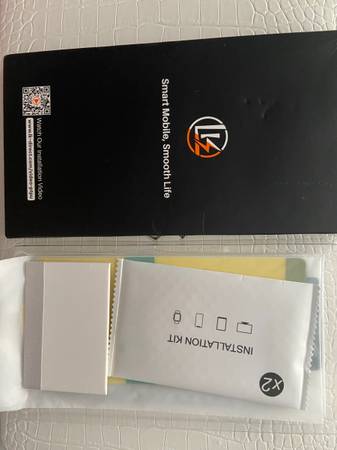 Smart Mobile, Smooth Life
Watch Our Installation Video
INSTALLATION KIT
X2